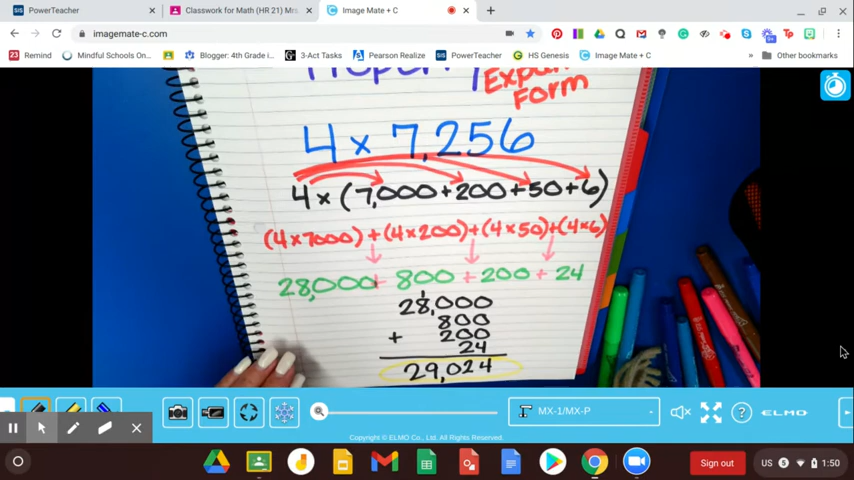 PowerTeacher
Classwork for Math (HR 21) Mrs.
Image Mate + C
imagemate-c.com
Remind
Mindful Schools On...
Blogger: 4th Grade i...
3-Act Tasks
Pearson Realize
PowerTeacher
HS Genesis
Image Mate + C
Other bookmarks
Form
4 x 7,256
4 x (7,000+200+50+6)
(4x7000)+(4x200)+(4x50)+(4x6)
28,000+ 800 +200+ 24
1
28,000
800
+ 200
24
29,024
MX-1/MX-P
ELMO
Copyright © ELMO Co., Ltd. All Rights Reserved.
Sign out
US
5
1:50